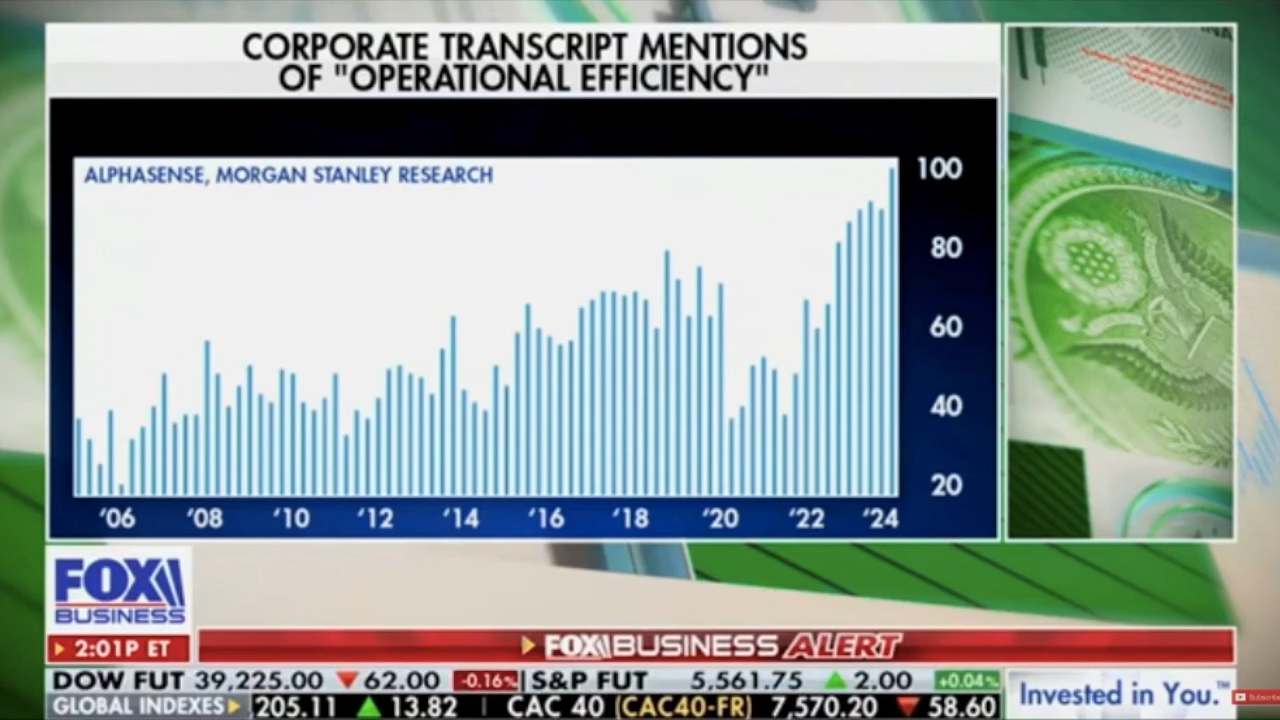 CORPORATE TRANSCRIPT MENTIONS
OF "OPERATIONAL EFFICIENCY"
ALPHASENSE, MORGAN STANLEY RESEARCH
100
80
60
40
20
'06 '08 '10 '12 '14 '16 '18 '20 '22 '24
FOX
BUSINESS
2:01P ET
FOX BUSINESS ALERT
DOW FUT 39,225.00 ▼ 62.00 -0.16% S&P FUT 5,561.75 ▲ 2.00 +0.04%
GLOBAL INDEXES 205.11 ▲ 13.82 | CAC 40 (CAC40-FR) 7,570.20 ▼ 58.60
Invested in You.™
Subscribe